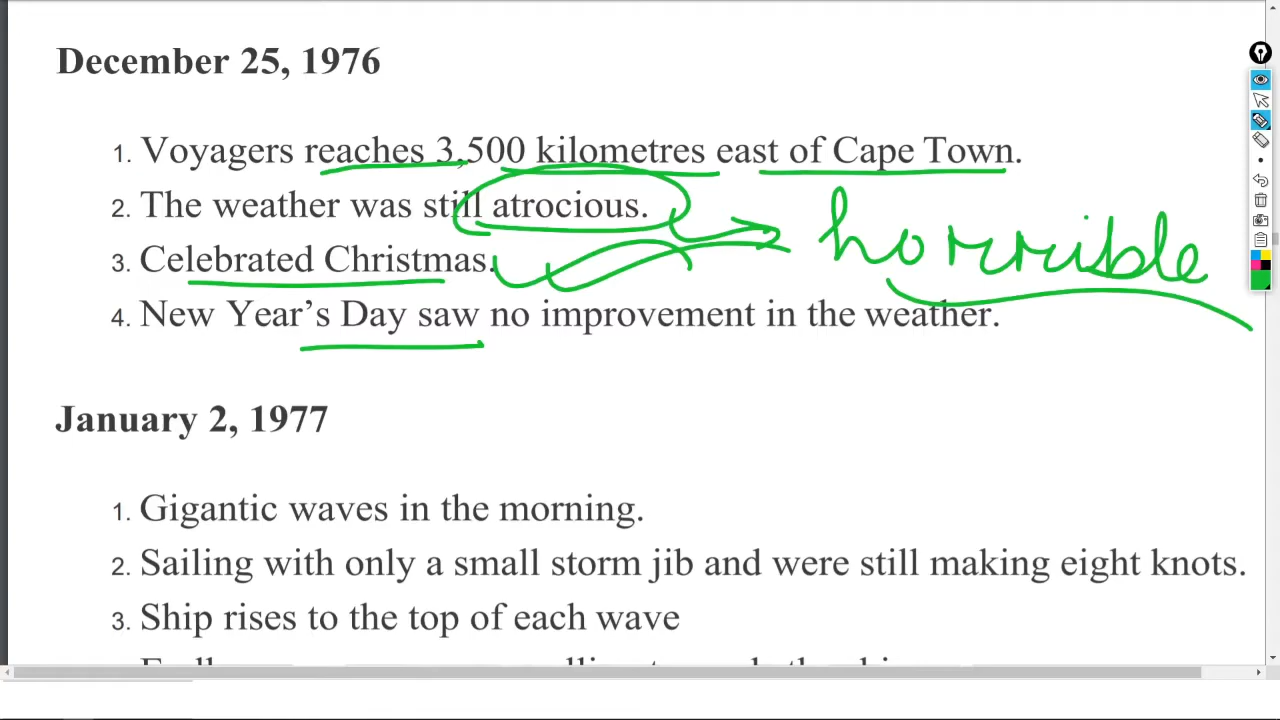 December 25, 1976
1. Voyagers reaches 3,500 kilometres east of Cape Town.
2. The weather was still atrocious.
horrible
3. Celebrated Christmas.
4. New Year’s Day saw no improvement in the weather.
January 2, 1977
1. Gigantic waves in the morning.
2. Sailing with only a small storm jib and were still making eight knots.
3. Ship rises to the top of each wave